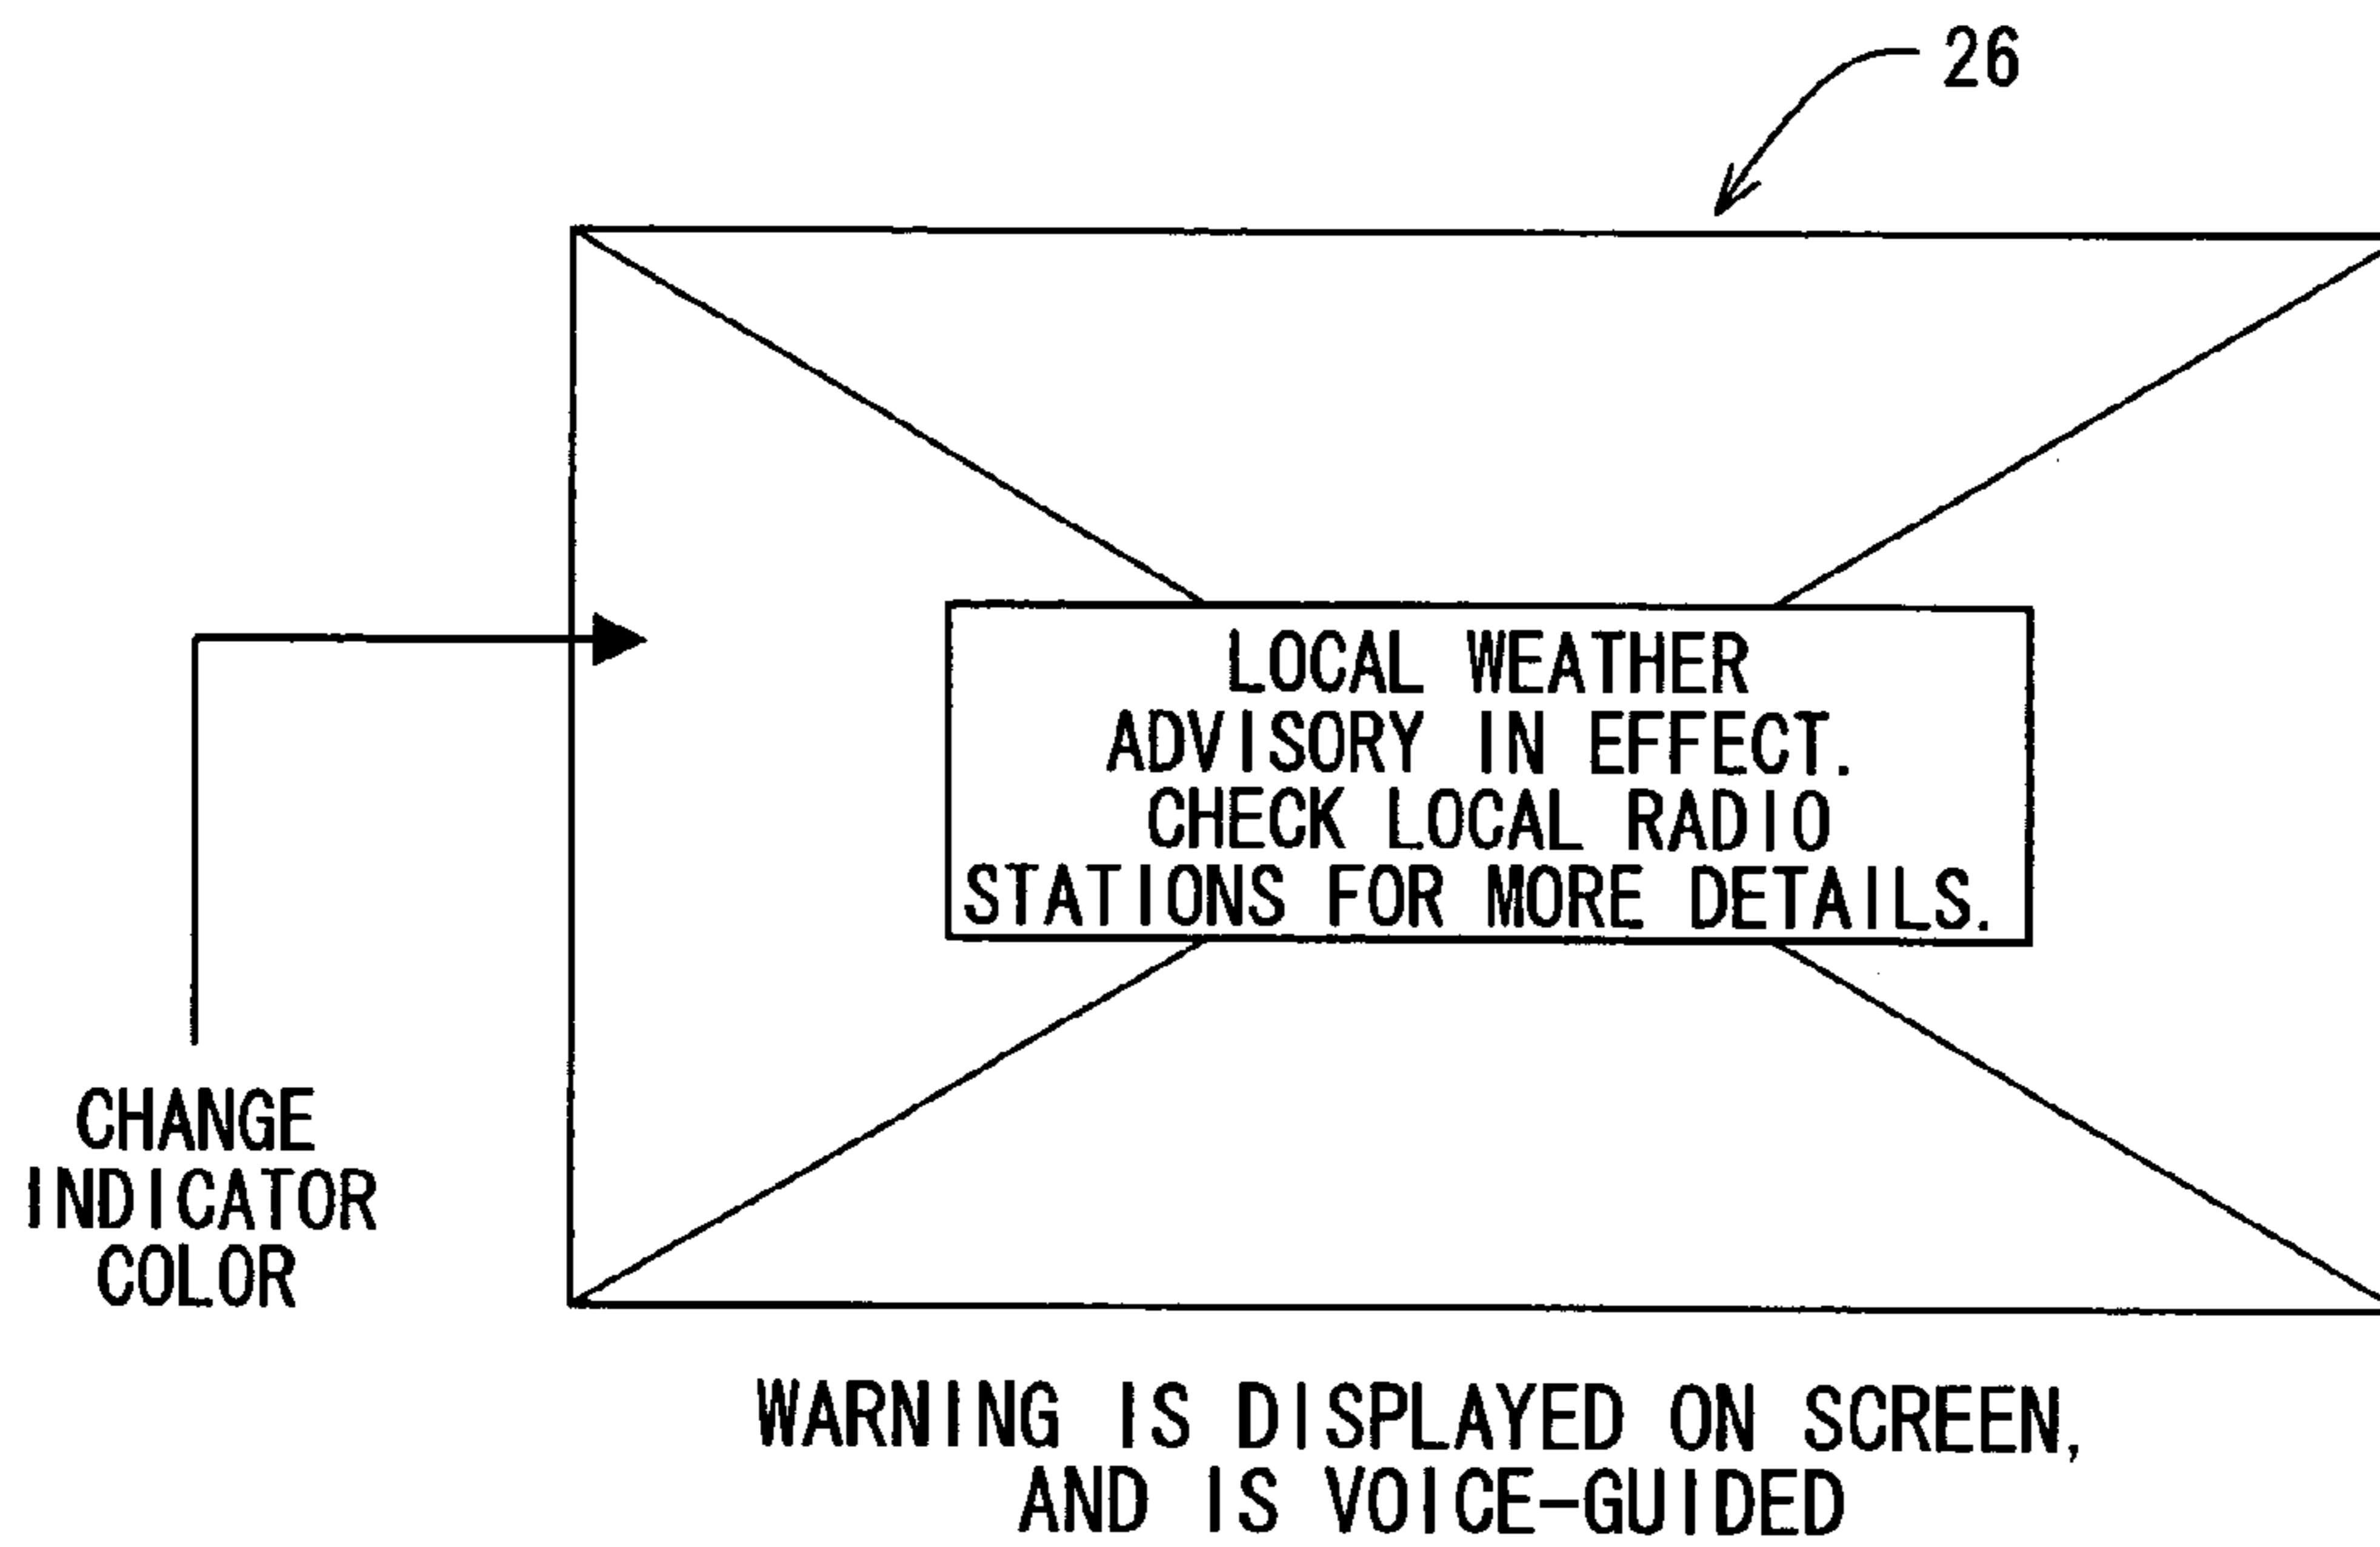 26
LOCAL WEATHER
ADVISORY IN EFFECT.
CHECK LOCAL RADIO
STATIONS FOR MORE DETAILS.
CHANGE
INDICATOR
COLOR
WARNING IS DISPLAYED ON SCREEN,
AND IS VOICE-GUIDED